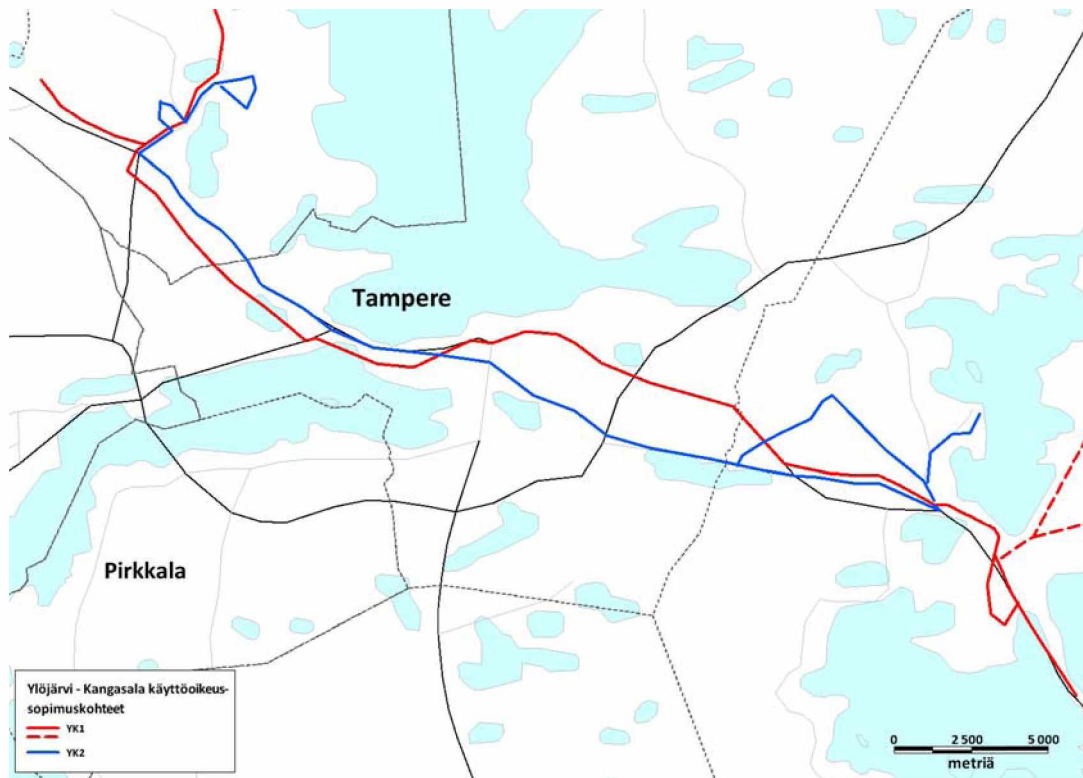 Tampere
Pirkkala
Ylöjärvi - Kangasala käyttöoikeus-
sopimuskohteet
YK1
YK2
0 2 500 5 000
metriä